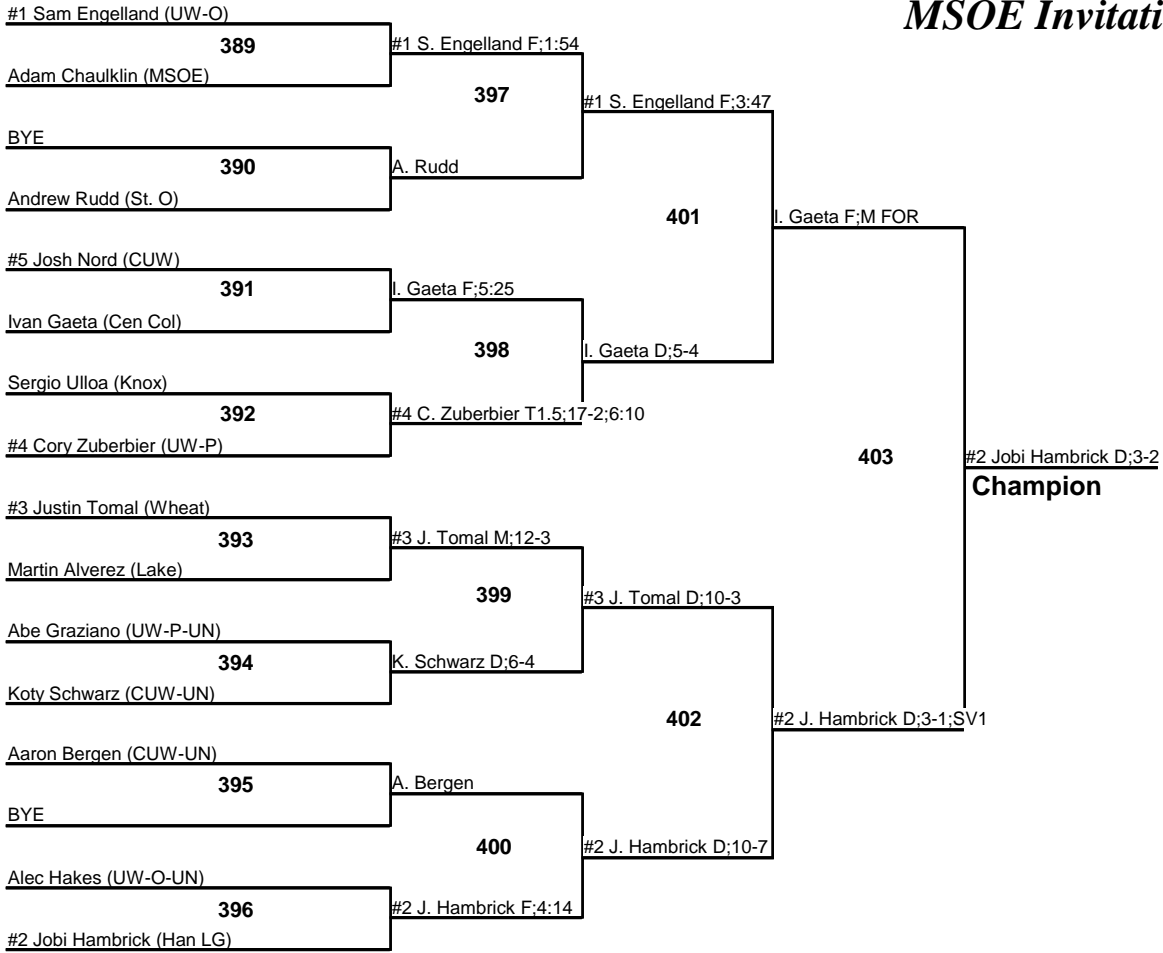 MSOE Invitati
#1 Sam Engelland (UW-O)
389
Adam Chaulklin (MSOE)
BYE
390
Andrew Rudd (St. O)
#5 Josh Nord (CUW)
391
Ivan Gaeta (Cen Col)
Sergio Ulloa (Knox)
392
#4 Cory Zuberbier (UW-P)
#3 Justin Tomal (Wheat)
393
Martin Alverez (Lake)
Abe Graziano (UW-P-UN)
394
Koty Schwarz (CUW-UN)
Aaron Bergen (CUW-UN)
395
BYE
Alec Hakes (UW-O-UN)
396
#2 Jobi Hambrick (Han LG)
#1 S. Engelland F;1:54
397
A. Rudd
I. Gaeta F;5:25
398
#4 C. Zuberbier T1.5;17-2;6:10
#3 J. Tomal M;12-3
399
K. Schwarz D;6-4
A. Bergen
400
#2 J. Hambrick F;4:14
#1 S. Engelland F;3:47
401
I. Gaeta D;5-4
#3 J. Tomal D;10-3
402
#2 J. Hambrick D;10-7
I. Gaeta F;M FOR
403
#2 J. Hambrick D;3-1;SV1
#2 Jobi Hambrick D;3-2
Champion